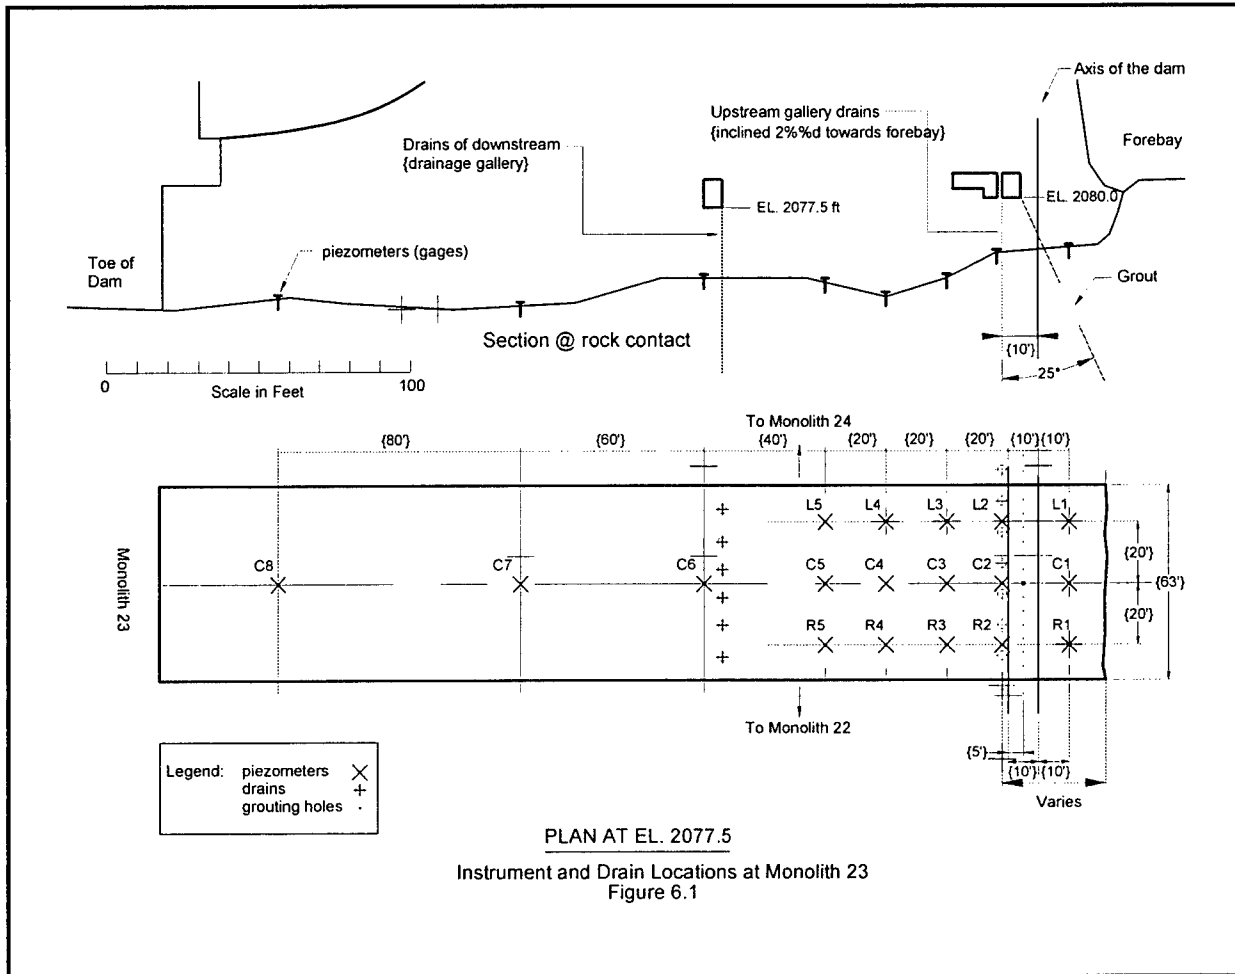 Axis of the dam
Upstream gallery drains
{inclined 2%%d towards forebay}
Drains of downstream
{drainage gallery}
Forebay
EL. 2077.5 ft
EL. 2080.0
piezometers (gages)
Toe of
Dam
Grout
Section @ rock contact
{10'}
25°
0
100
Scale in Feet
To Monolith 24
{80'}
{60'}
{40'}
{20'}
{20'}
{20'}
{10'}
{10'}
L5
L4
L3
L2
L1
{20'}
Monolith 23
C8
C7
C6
C5
C4
C3
C2
C1
{63'}
{20'}
R5
R4
R3
R2
R1
To Monolith 22
{5'}
{10'}
{10'}
Varies
Legend: piezometers
drains
grouting holes
PLAN AT EL. 2077.5
Instrument and Drain Locations at Monolith 23
Figure 6.1